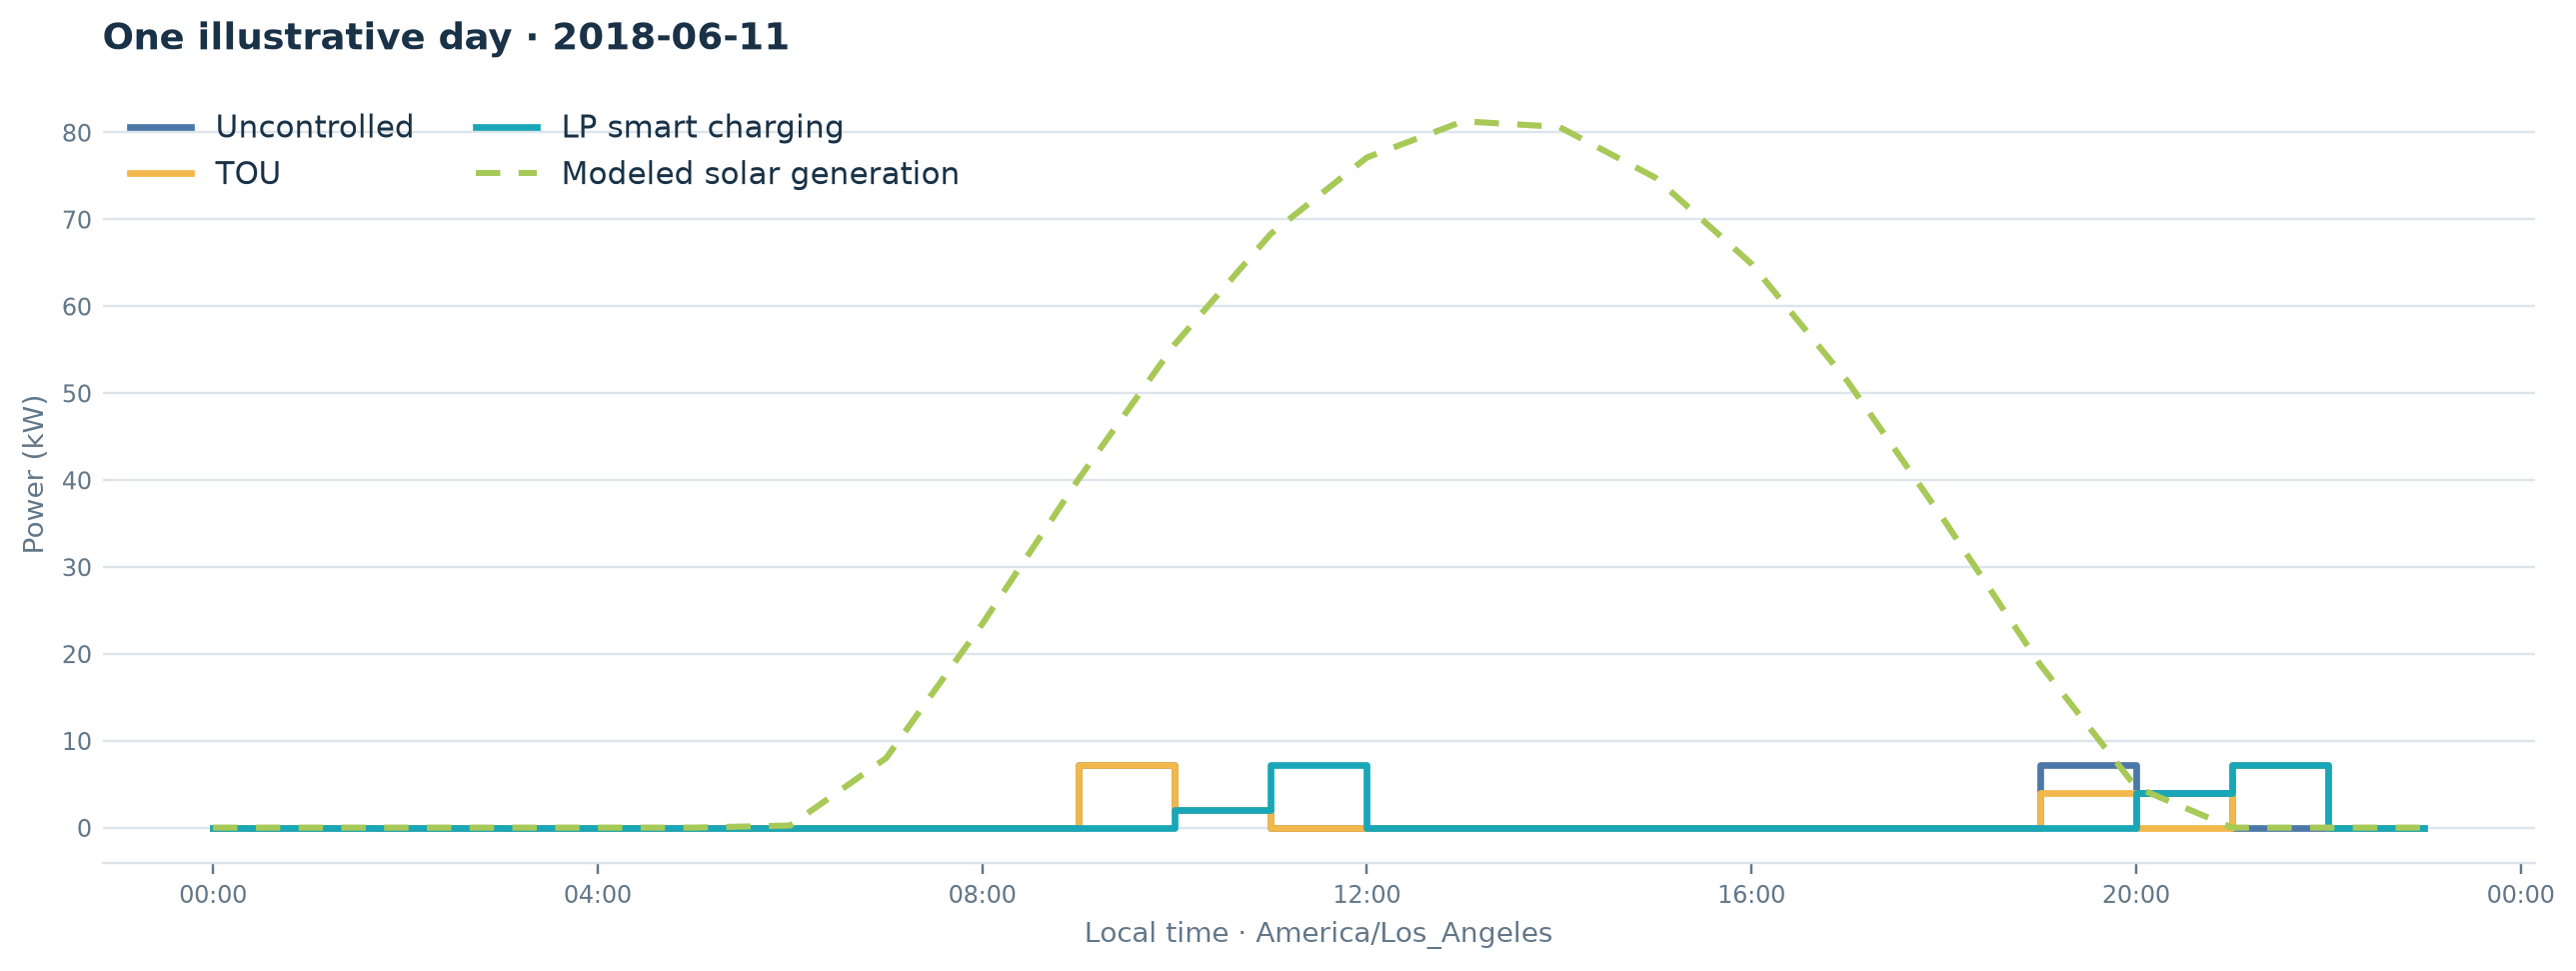 One illustrative day · 2018-06-11
Uncontrolled
TOU
LP smart charging
Modeled solar generation
Power (kW)
80
70
60
50
40
30
20
10
0
00:00 04:00 08:00 12:00 16:00 20:00 00:00
Local time · America/Los_Angeles